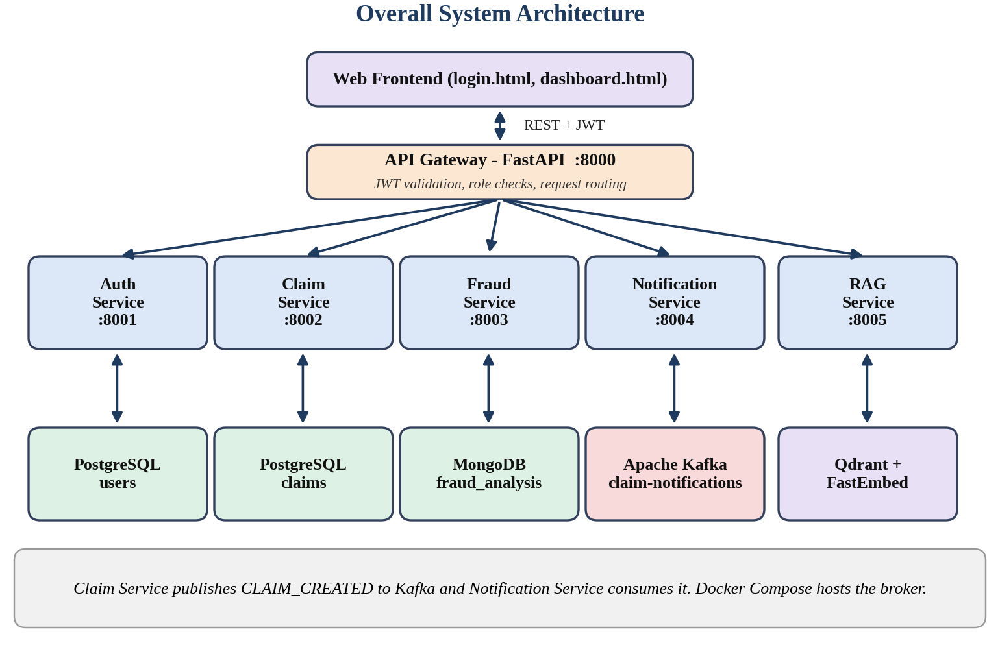 Overall System Architecture
Web Frontend (login.html, dashboard.html)
REST + JWT
API Gateway - FastAPI  :8000
JWT validation, role checks, request routing
Auth
Service
:8001
Claim
Service
:8002
Fraud
Service
:8003
Notification
Service
:8004
RAG
Service
:8005
PostgreSQL
users
PostgreSQL
claims
MongoDB
fraud_analysis
Apache Kafka
claim-notifications
Qdrant +
FastEmbed
Claim Service publishes CLAIM_CREATED to Kafka and Notification Service consumes it. Docker Compose hosts the broker.